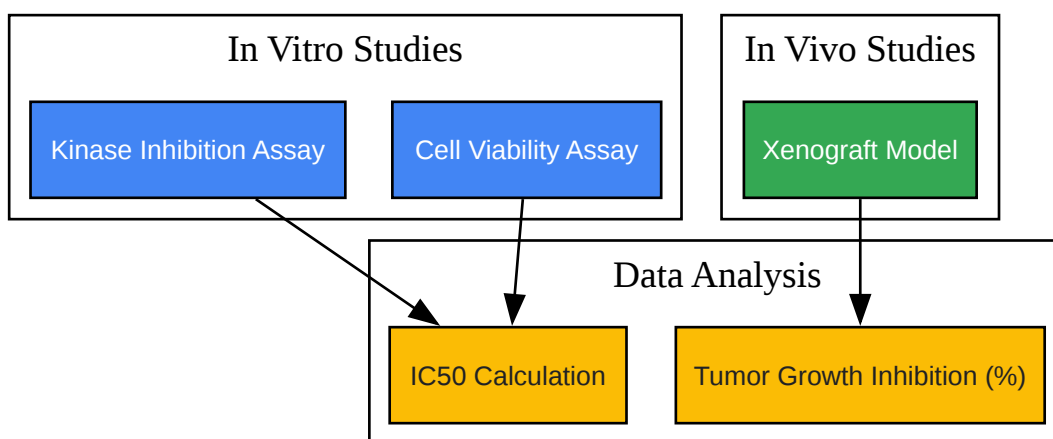 In Vitro Studies
In Vivo Studies
Kinase Inhibition Assay
Cell Viability Assay
Xenograft Model
Data Analysis
IC50 Calculation
Tumor Growth Inhibition (%)